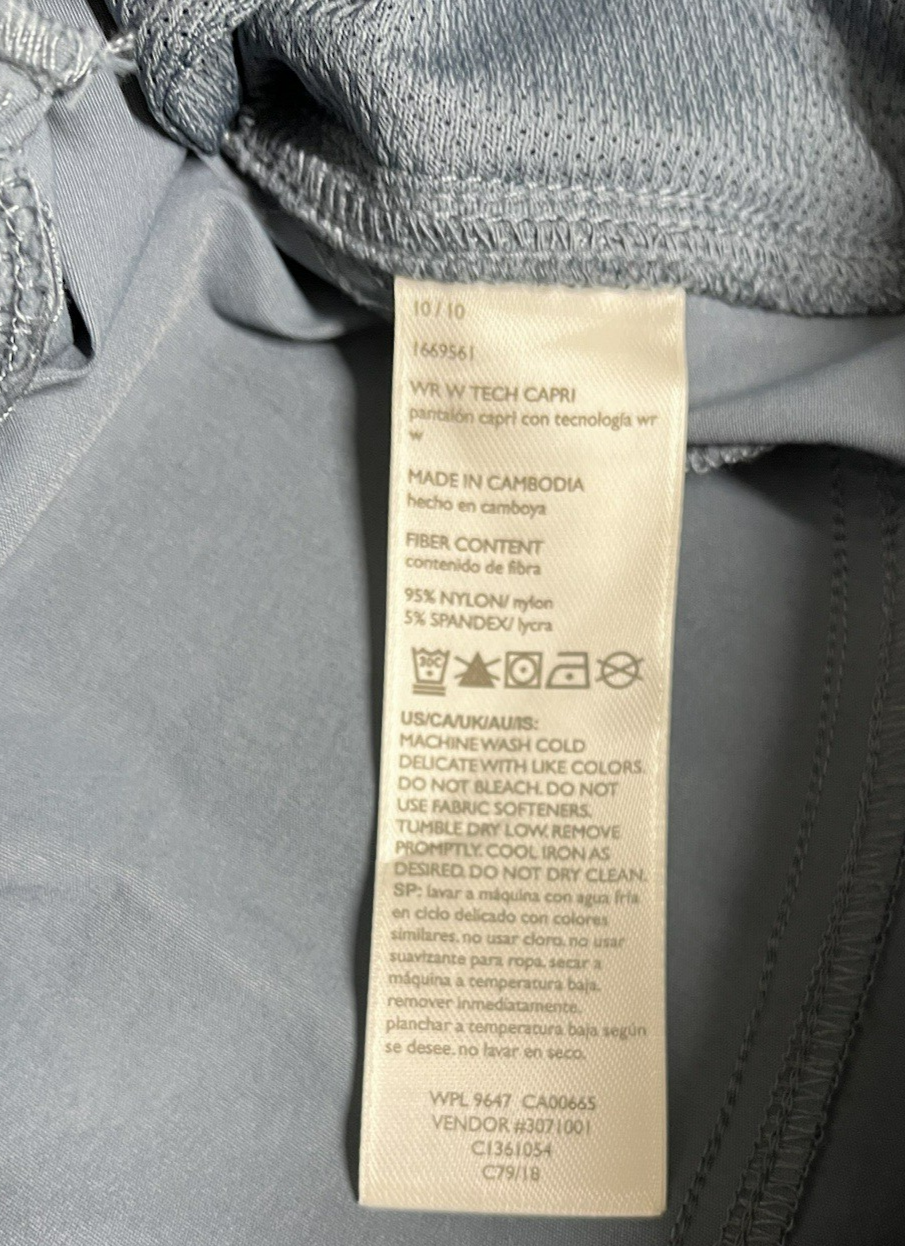 10 / 10
1669561
WR W TECH CAPRI
pantalón capri con tecnología wr
w
MADE IN CAMBODIA
hecho en camboya
FIBER CONTENT
contenido de fibra
95% NYLON/ nylon
5% SPANDEX/ lycra
30C
US/CA/UK/AU/IS:
MACHINE WASH COLD
DELICATE WITH LIKE COLORS.
DO NOT BLEACH. DO NOT
USE FABRIC SOFTENERS.
TUMBLE DRY LOW. REMOVE
PROMPTLY. COOL IRON AS
DESIRED. DO NOT DRY CLEAN.
SP: lavar a máquina con agua fría
en ciclo delicado con colores
similares. no usar cloro. no usar
suavizante para ropa. secar a
máquina a temperatura baja.
remover inmediatamente.
planchar a temperatura baja según
se desee. no lavar en seco.
WPL 9647 CA00665
VENDOR #3071001
C1361054
C79/18